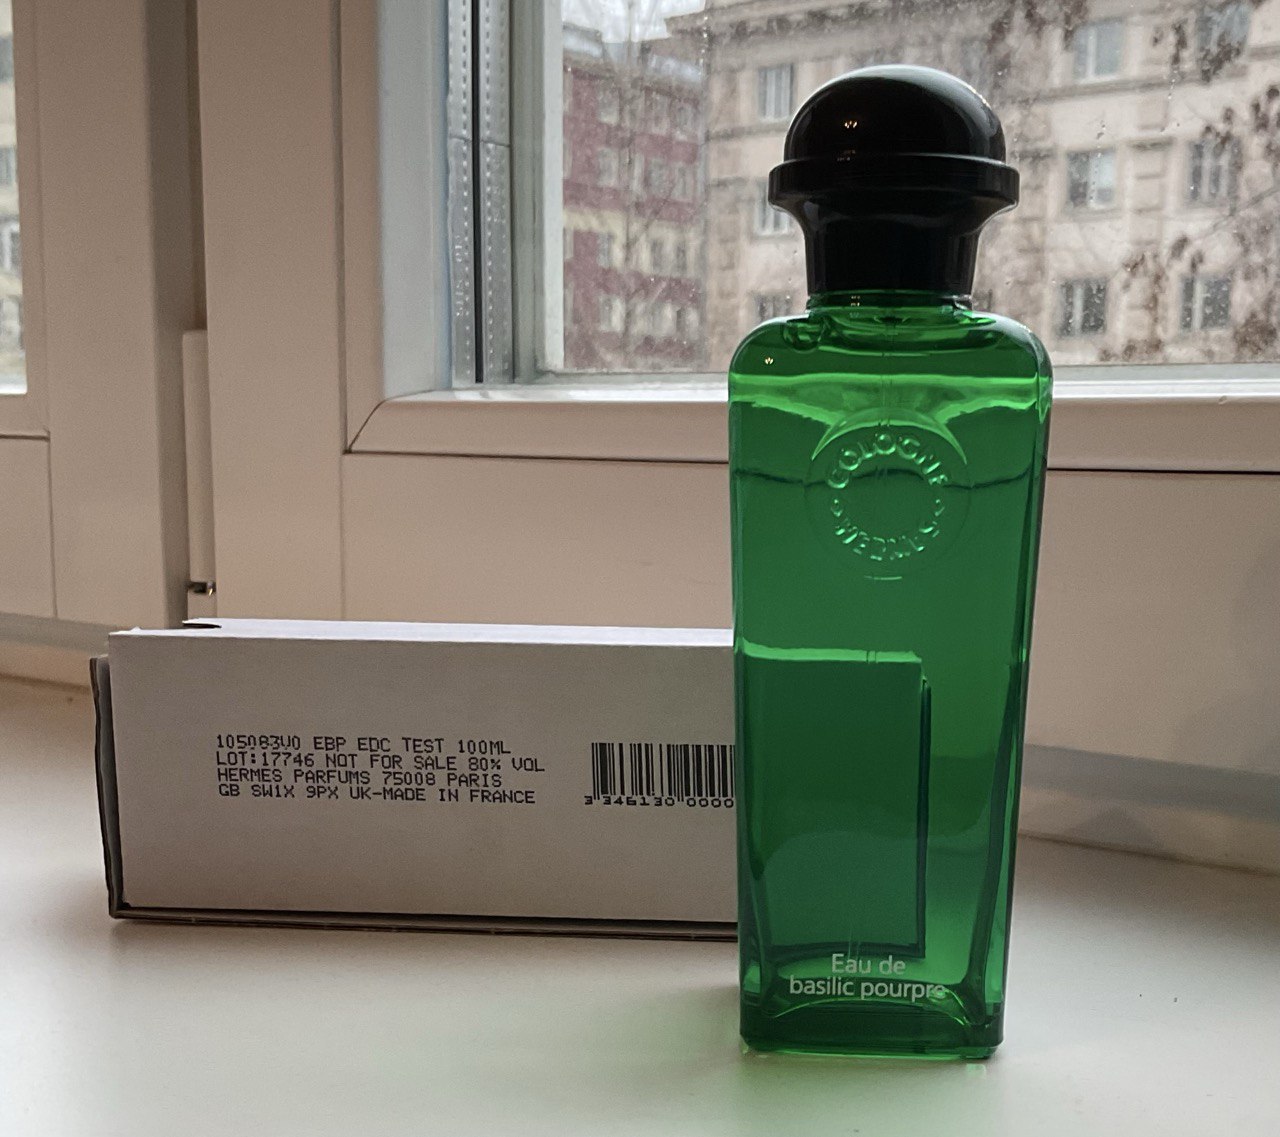 105083V0 EBP EDC TEST 100ML
LOT:17746 NOT FOR SALE 80% VOL
HERMES PARFUMS 75008 PARIS
GB SW1X 9PX UK-MADE IN FRANCE
3 346130 0000
COLOGNE
HERMES
Eau de
basilic pourpre